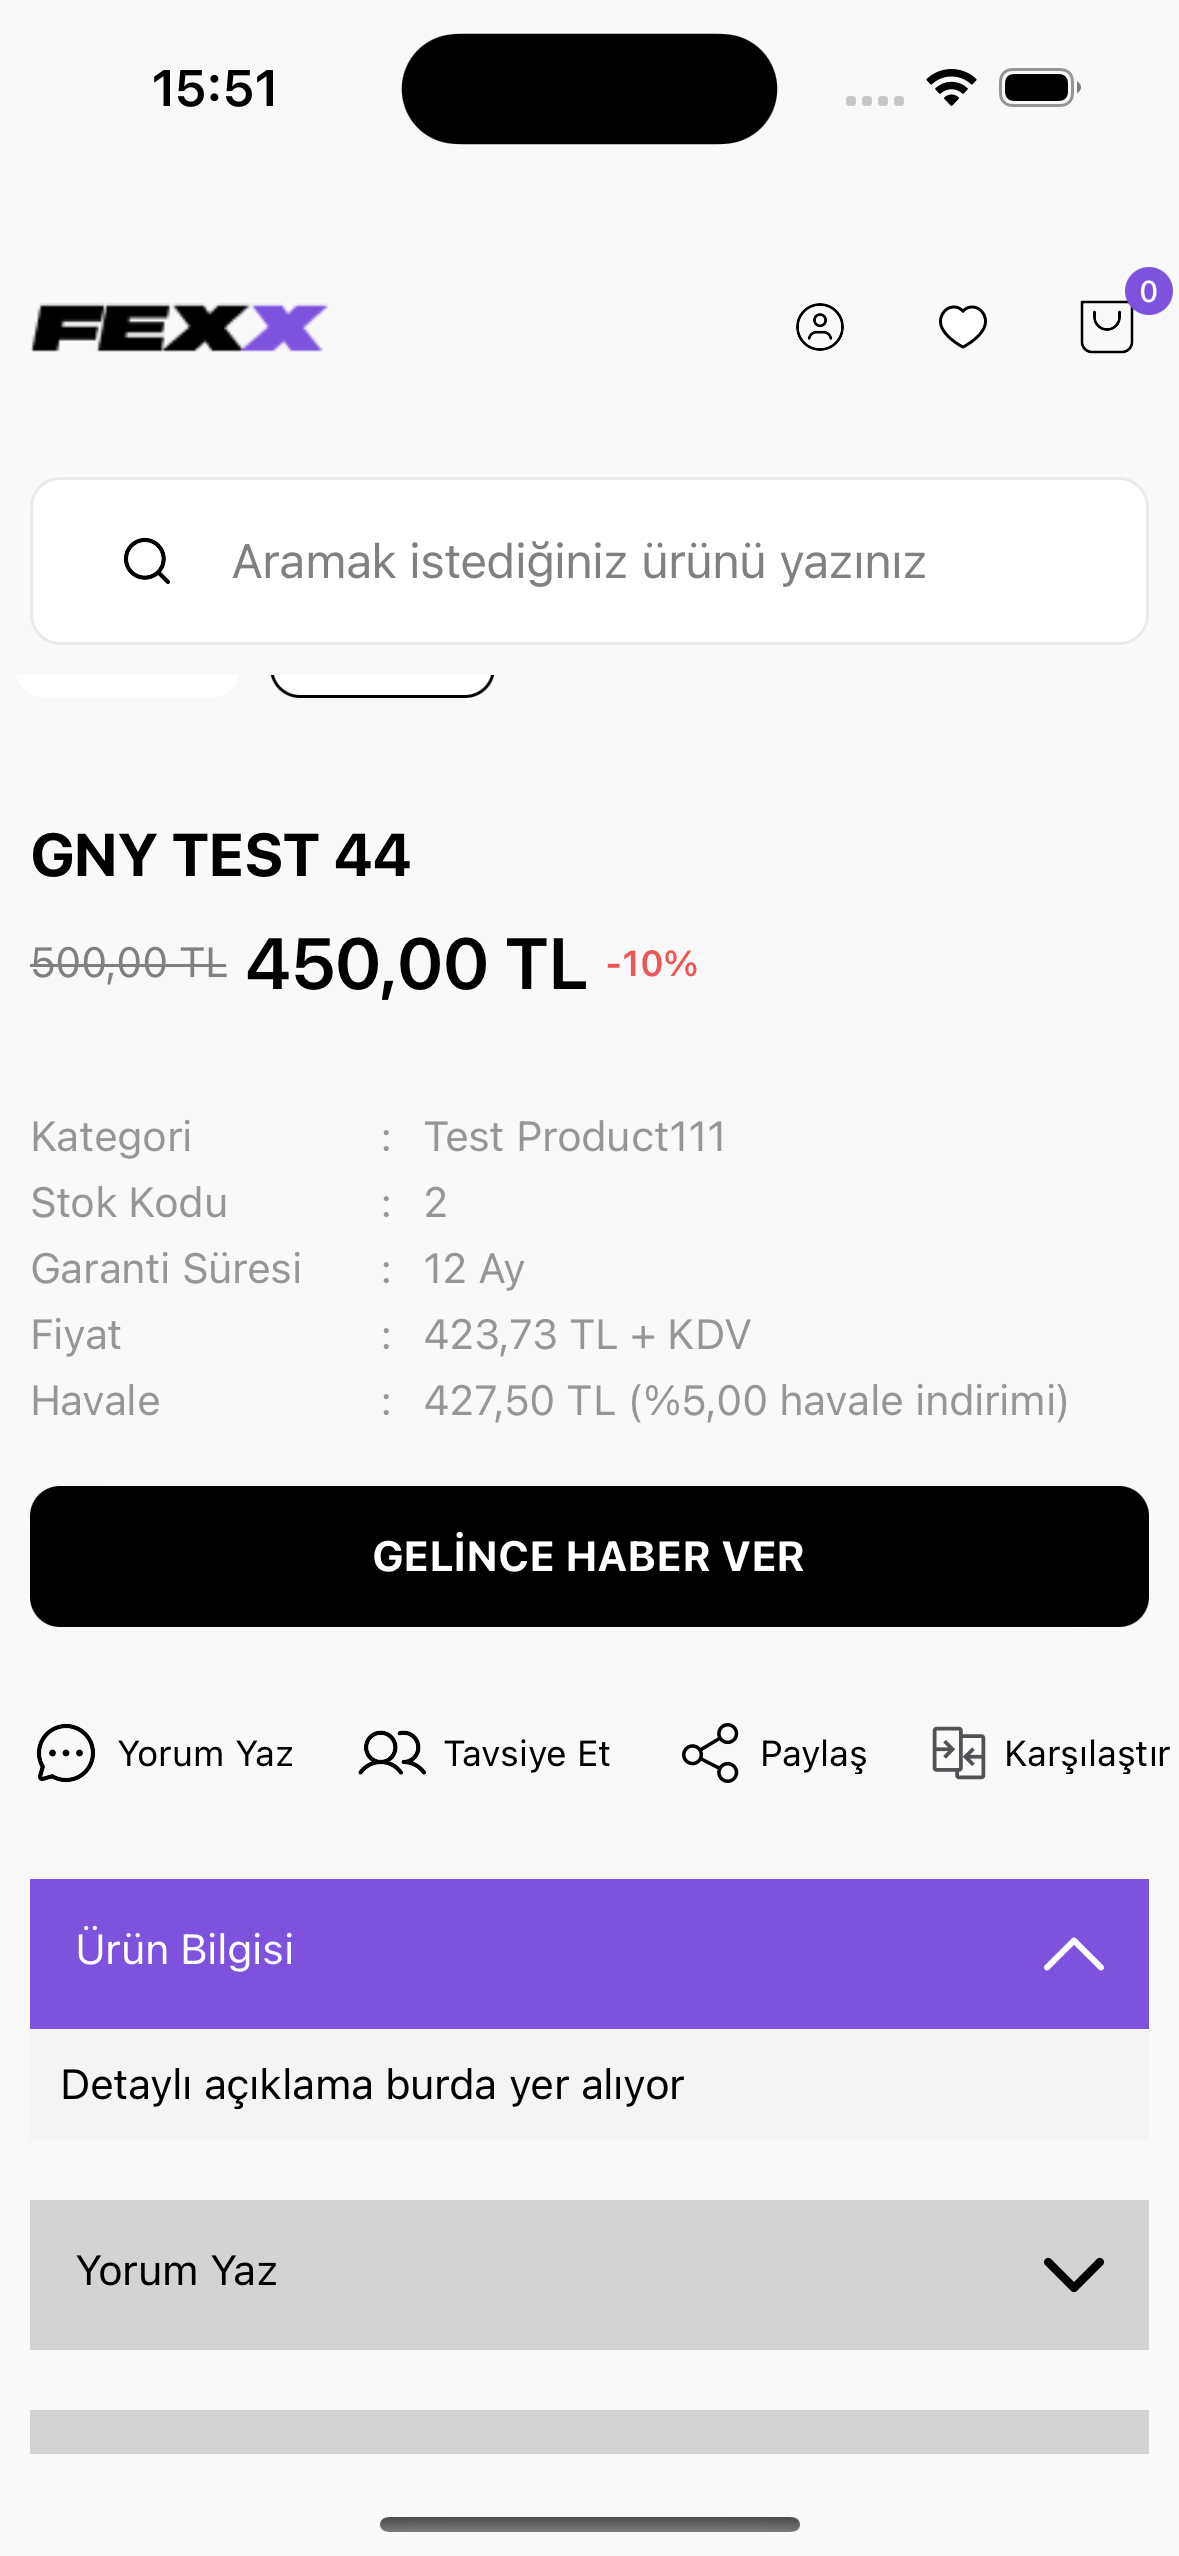 15:51
FEXX
0
Aramak istediğiniz ürünü yazınız
GNY TEST 44
500,00 TL 450,00 TL -10%
Kategori : Test Product111
Stok Kodu : 2
Garanti Süresi : 12 Ay
Fiyat : 423,73 TL + KDV
Havale : 427,50 TL (%5,00 havale indirimi)
GELİNCE HABER VER
Yorum Yaz Tavsiye Et Paylaş Karşılaştır
Ürün Bilgisi
Detaylı açıklama burda yer alıyor
Yorum Yaz